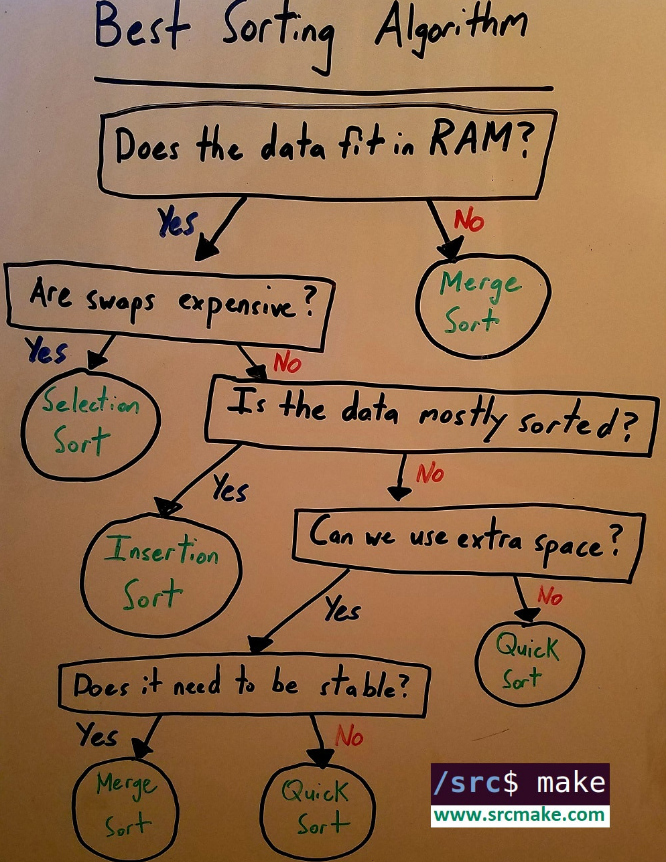 Best Sorting Algorithm
Does the data fit in RAM?
Yes
No
Are swaps expensive?
Merge
Sort
Yes
No
Selection
Sort
Is the data mostly sorted?
Yes
No
Insertion
Sort
Can we use extra space?
Yes
No
Quick
Sort
Does it need to be stable?
Yes
No
Merge
Sort
Quick
Sort
/src$ make
www.srcmake.com